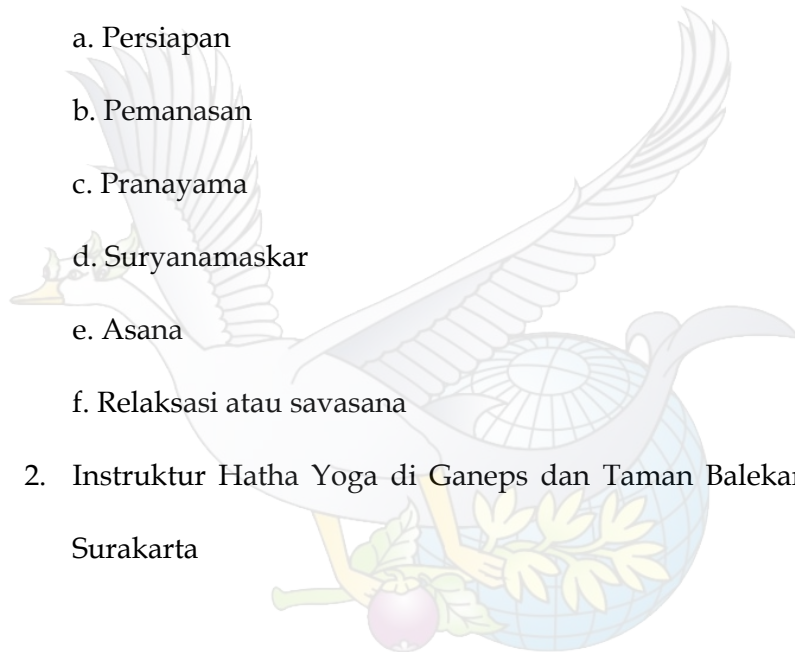 a. Persiapan
b. Pemanasan
c. Pranayama
d. Suryanamaskar
e. Asana
f. Relaksasi atau savasana
2. Instruktur Hatha Yoga di Ganeps dan Taman
Surakarta